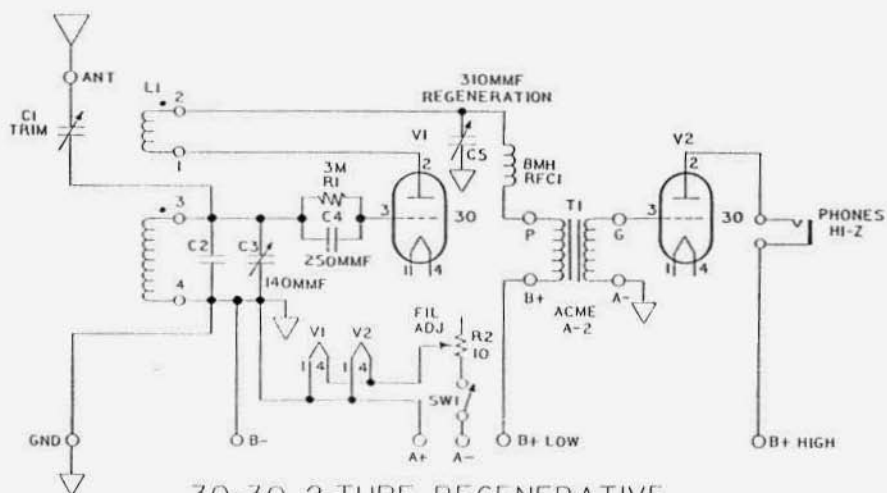 ANT
C1
TRIM
L1
2
1
310MMF
REGENERATION
C5
V1
2
8MH
RFC1
V2
2
3M
R1
C4
250MMF
3
30
3
4
C2
C3
140MMF
11
4
P
T1
G
B+
A-
ACME
A-2
3
30
11
4
PHONES
HI-Z
V1
V2
1
4
1
4
FIL
ADJ
R2
10
SW1
GND
B-
A+
A-
B+ LOW
B+ HIGH
30-30 2 TUBE REGENERATIVE